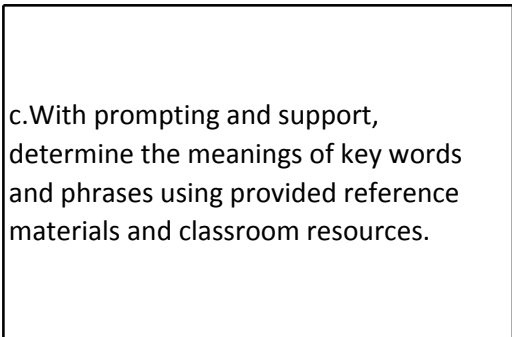 c.With prompting and support,
determine the meanings of key words
and phrases using provided reference
materials and classroom resources.